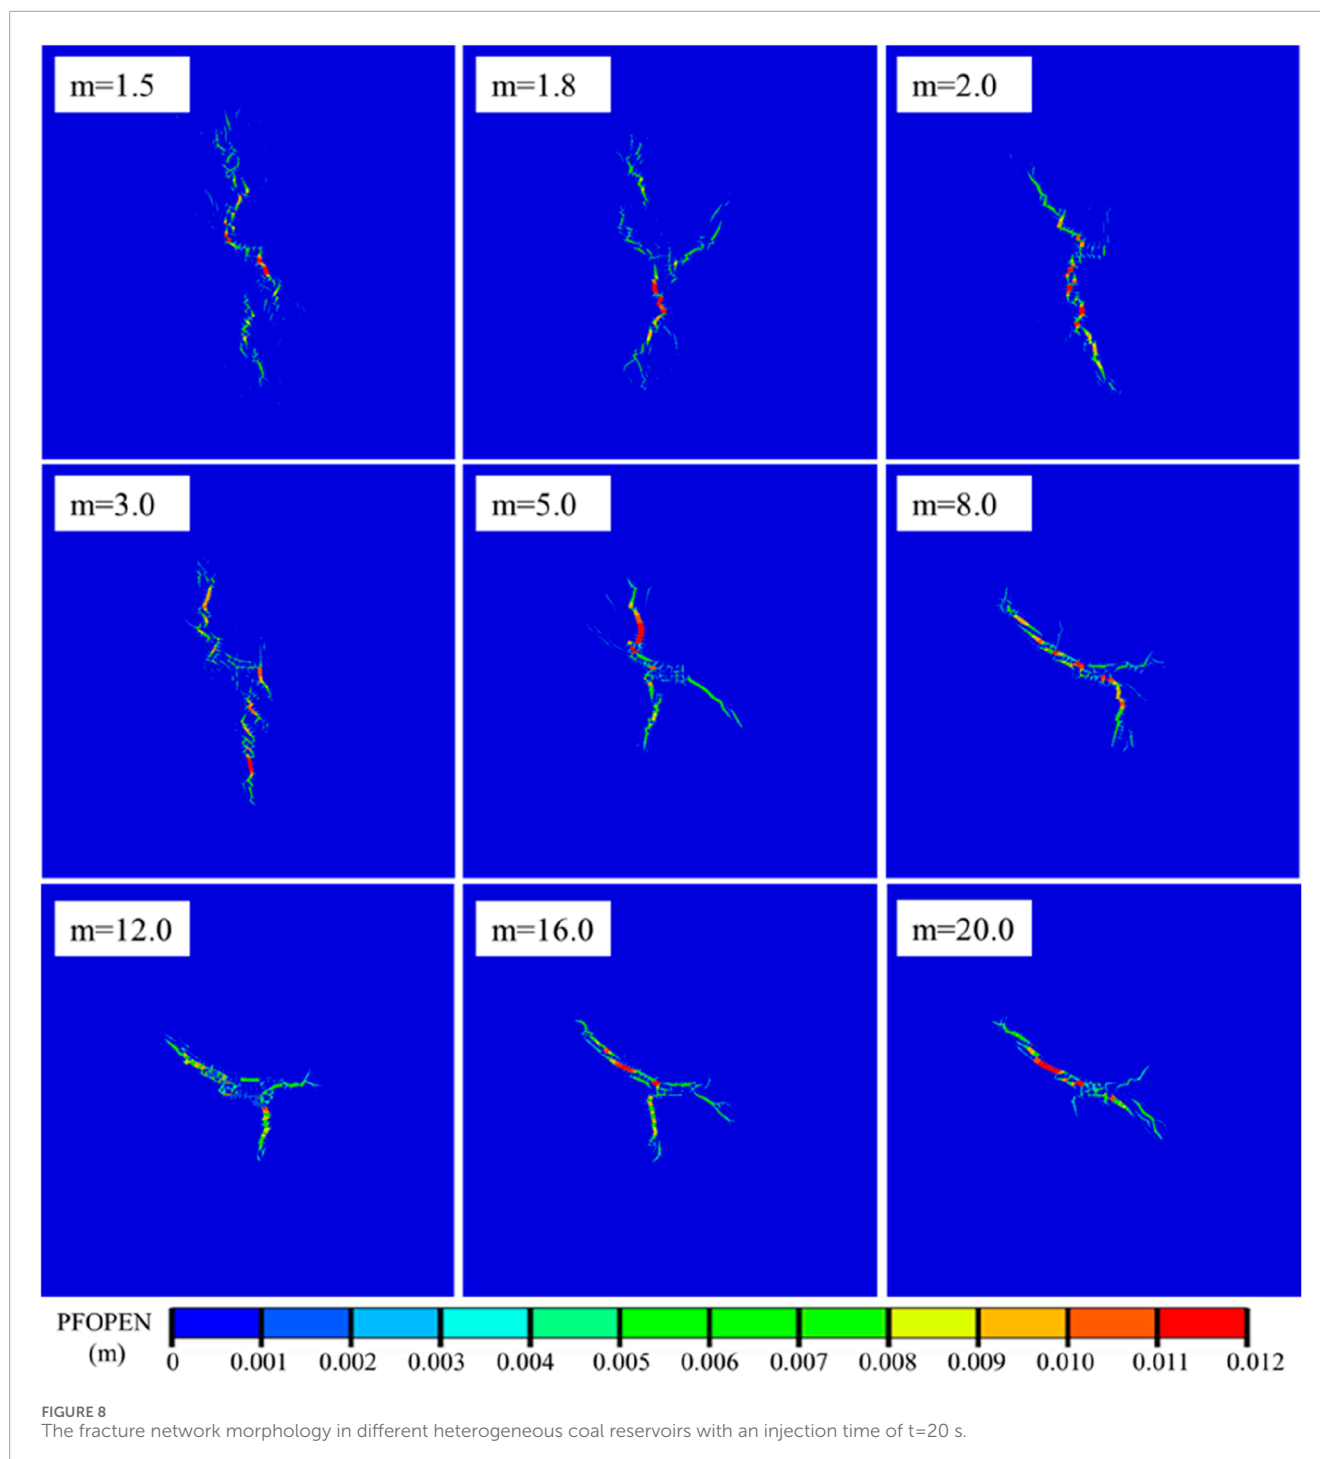 m=1.5
m=1.8
m=2.0
m=3.0
m=5.0
m=8.0
m=12.0
m=16.0
m=20.0
PFOPEN
(m)
0 0.001 0.002 0.003 0.004 0.005 0.006 0.007 0.008 0.009 0.010 0.011 0.012
FIGURE 8
The fracture network morphology in different heterogeneous coal reservoirs with an injection time of t=20 s.